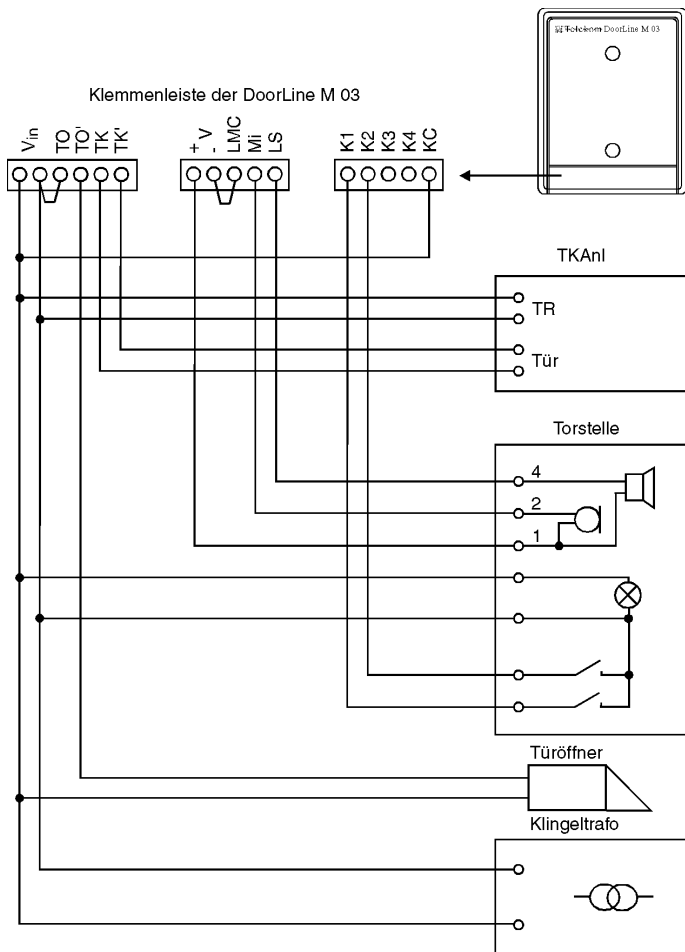 Telekom DoorLine M 03
Klemmenleiste der DoorLine M 03
Vin TO TO' TK TK'
+ V - LMC Mi LS
K1 K2 K3 K4 KC
TKAnl
TR
Tür
Torstelle
4
2
1
Türöffner
Klingeltrafo